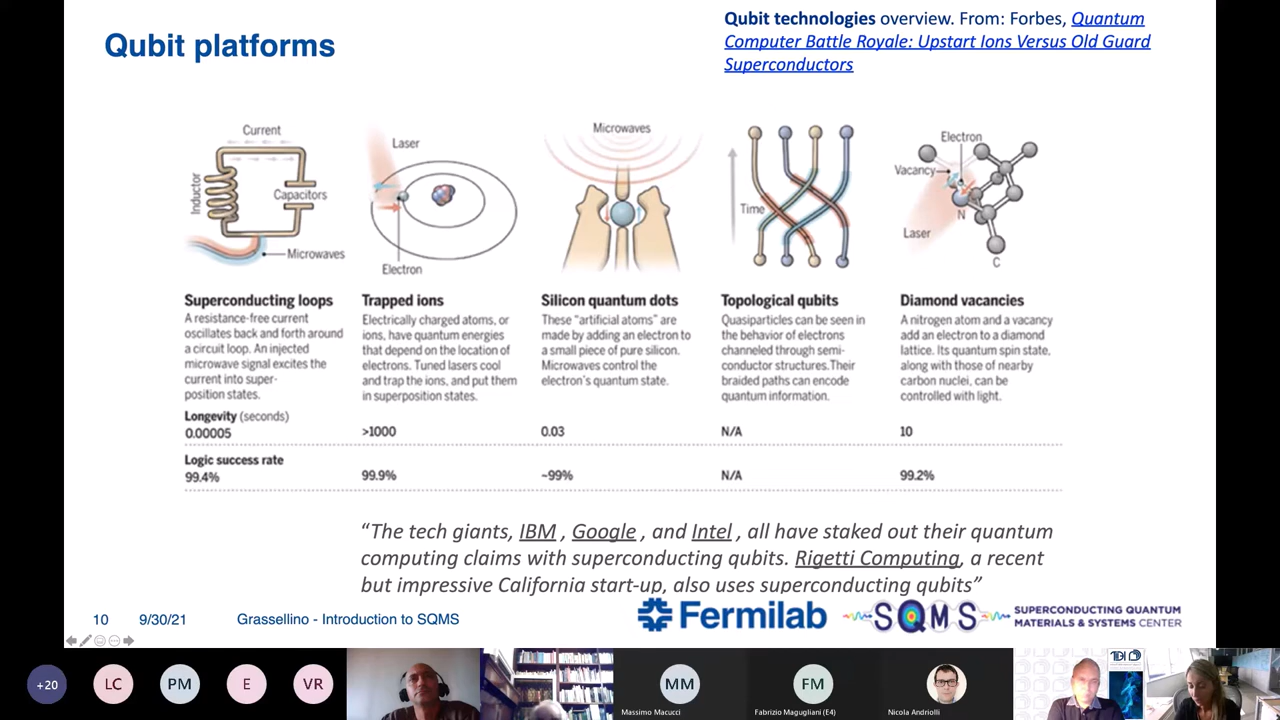 Qubit platforms
Qubit technologies overview. From: Forbes, Quantum
Computer Battle Royale: Upstart Ions Versus Old Guard
Superconductors
Current
Inductor
Capacitors
Microwaves
Laser
Electron
Microwaves
Time
Electron
Vacancy
N
Laser
C
Superconducting loops
A resistance-free current
oscillates back and forth around
a circuit loop. An injected
microwave signal excites the
current into super-
position states.
Longevity (seconds)
0.00005
Logic success rate
99.4%
Trapped ions
Electrically charged atoms, or
ions, have quantum energies
that depend on the location of
electrons. Tuned lasers cool
and trap the ions, and put them
in superposition states.
>1000
99.9%
Silicon quantum dots
These “artificial atoms” are
made by adding an electron to
a small piece of pure silicon.
Microwaves control the
electron’s quantum state.
0.03
~99%
Topological qubits
Quasiparticles can be seen in
the behavior of electrons
channeled through semi-
conductor structures.Their
braided paths can encode
quantum information.
N/A
N/A
Diamond vacancies
A nitrogen atom and a vacancy
add an electron to a diamond
lattice. Its quantum spin state,
along with those of nearby
carbon nuclei, can be
controlled with light.
10
99.2%
“The tech giants, IBM , Google , and Intel , all have staked out their quantum
computing claims with superconducting qubits. Rigetti Computing, a recent
but impressive California start-up, also uses superconducting qubits”
10 9/30/21 Grassellino - Introduction to SQMS
Fermilab
SQMS
SUPERCONDUCTING QUANTUM
MATERIALS & SYSTEMS CENTER
+20
LC
PM
E
VR
MM
Massimo Macucci
FM
Fabrizio Magugliani (E4)
Nicola Andriolli